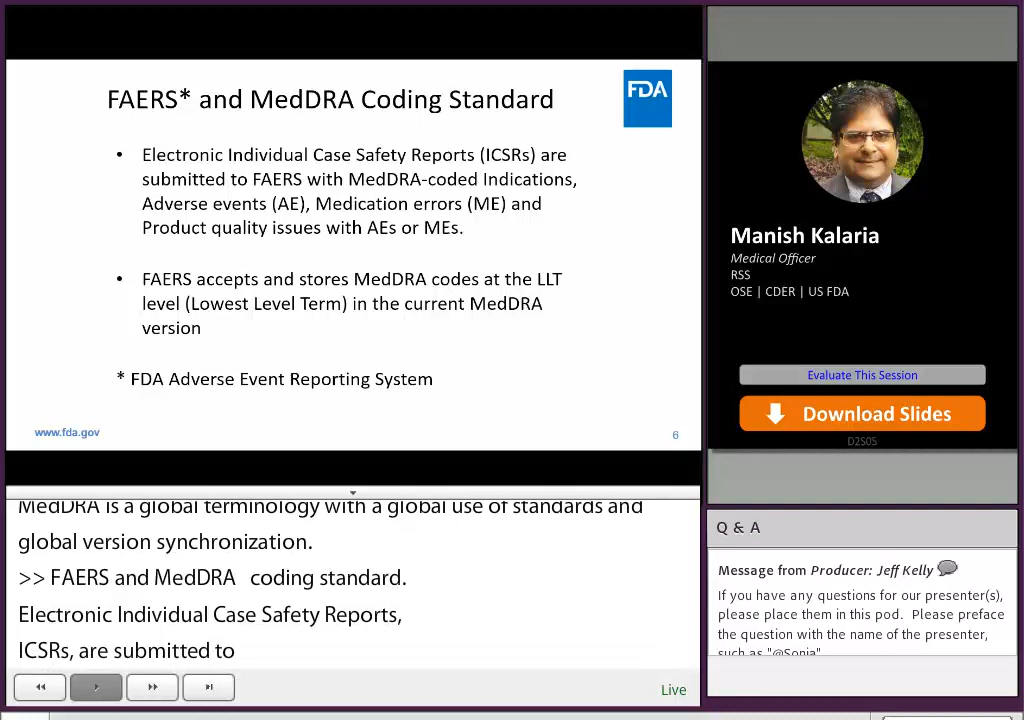 FAERS* and MedDRA Coding Standard
FDA
• Electronic Individual Case Safety Reports (ICSRs) are
submitted to FAERS with MedDRA-coded Indications,
Adverse events (AE), Medication errors (ME) and
Product quality issues with AEs or MEs.
• FAERS accepts and stores MedDRA codes at the LLT
level (Lowest Level Term) in the current MedDRA
version
* FDA Adverse Event Reporting System
www.fda.gov
6
MedDRA is a global terminology with a global use of standards and
global version synchronization.
>> FAERS and MedDRA coding standard.
Electronic Individual Case Safety Reports,
ICSRs, are submitted to
Live
Manish Kalaria
Medical Officer
RSS
OSE | CDER | US FDA
Evaluate This Session
Download Slides
D2S05
Q & A
Message from Producer: Jeff Kelly
If you have any questions for our presenter(s),
please place them in this pod. Please preface
the question with the name of the presenter,
such as "@Sonja"